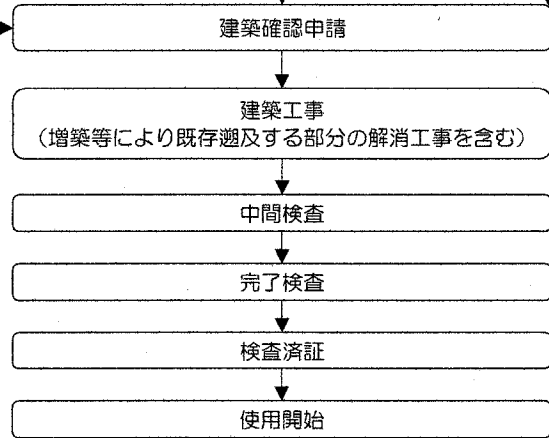 建築確認申請
建築工事
（増築等により既存遡及する部分の解消工事を含む）
中間検査
完了検査
検査済証
使用開始